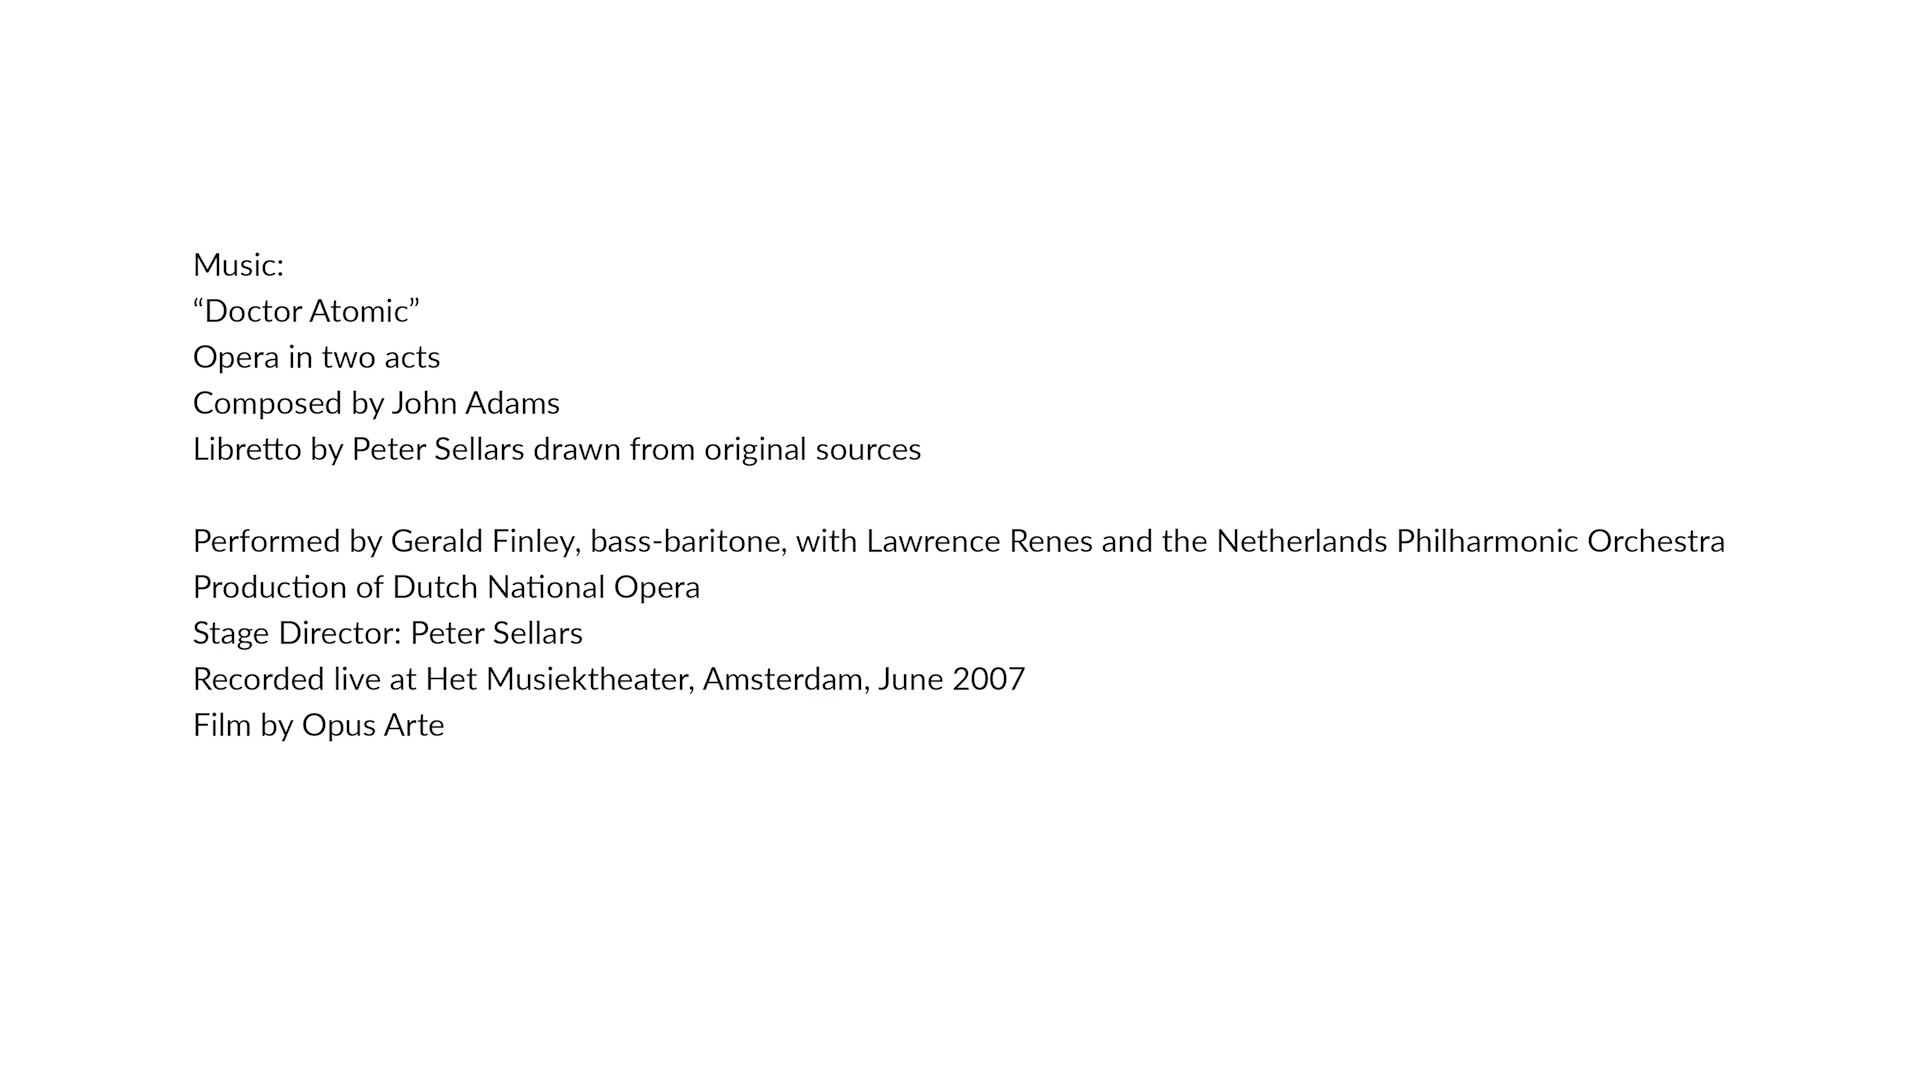 Music:
“Doctor Atomic”
Opera in two acts
Composed by John Adams
Libretto by Peter Sellars drawn from original sources
Performed by Gerald Finley, bass-baritone, with Lawrence Renes and the Netherlands Philharmonic Orchestra
Production of Dutch National Opera
Stage Director: Peter Sellars
Recorded live at Het Musiektheater, Amsterdam, June 2007
Film by Opus Arte